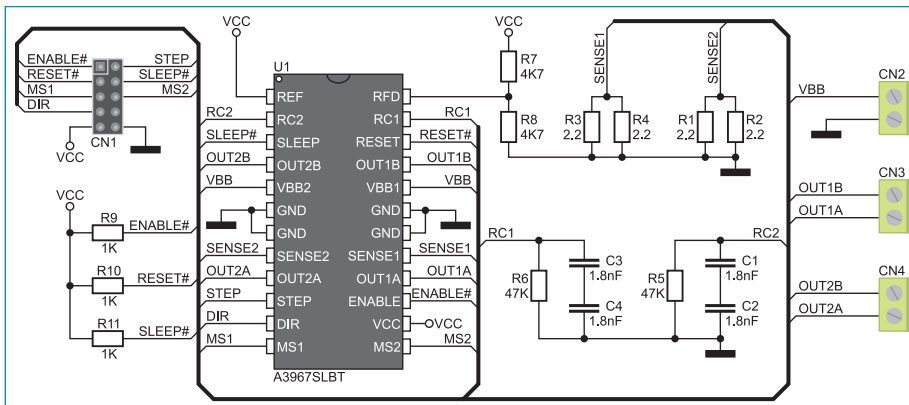 ENABLE# STEP
RESET# SLEEP#
MS1 MS2
DIR
VCC
CN1
VCC
R9 ENABLE#
1K
R10 RESET#
1K
R11 SLEEP#
1K
VCC
U1
REF RFD
RC2 RC2 RC1 RC1
SLEEP# SLEEP RESET RESET#
OUT2B OUT2B OUT1B OUT1B
VBB VBB2 VBB1 VBB
GND GND
GND GND
SENSE2 SENSE2 SENSE1 SENSE1
OUT2A OUT2A OUT1A OUT1A
STEP STEP ENABLE ENABLE#
DIR DIR VCC VCC
MS1 MS1 MS2 MS2
A3967SLBT
VCC
R7
4K7
R8
4K7
SENSE1
SENSE2
R3
2.2
R4
2.2
R1
2.2
R2
2.2
RC1
R6
47K
C3
1.8nF
C4
1.8nF
RC2
R5
47K
C1
1.8nF
C2
1.8nF
CN2
VBB
CN3
OUT1B
OUT1A
CN4
OUT2B
OUT2A